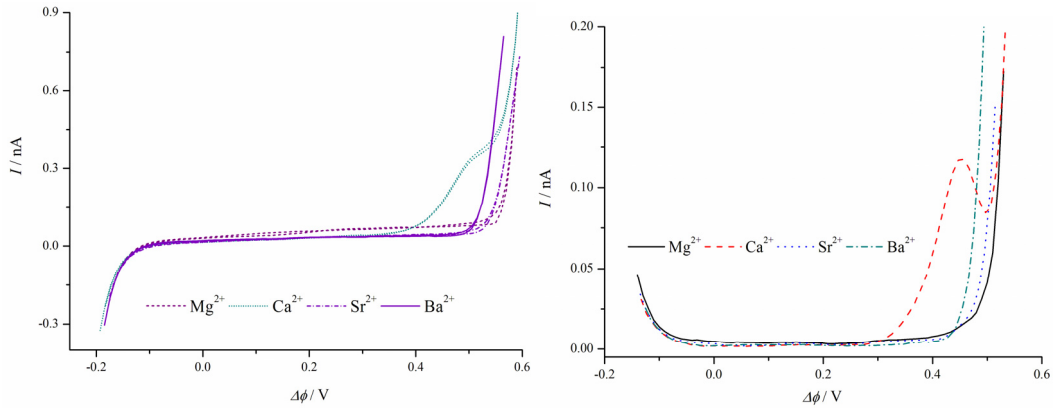 0.9
0.6
0.3
0.0
-0.3
I / nA
Mg²⁺ Ca²⁺ Sr²⁺ Ba²⁺
-0.2 0.0 0.2 0.4 0.6
Δϕ / V
0.20
0.15
0.10
0.05
0.00
I / nA
Mg²⁺ Ca²⁺ Sr²⁺ Ba²⁺
-0.2 0.0 0.2 0.4 0.6
Δϕ / V